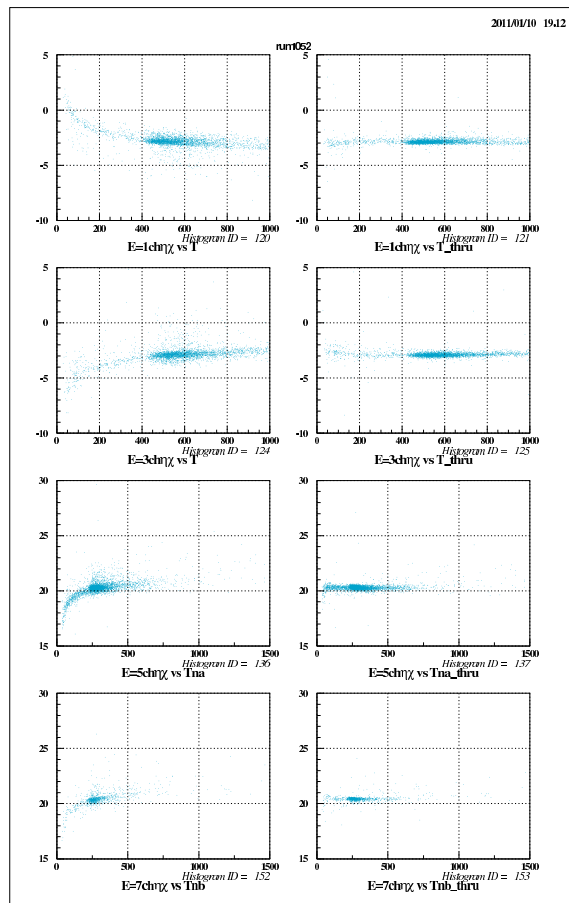 2011/01/10 19.12
run1052
5
0
-5
-10
0 200 400 600 800 1000
Histogram ID = 120
E=1chηχ vs T
5
0
-5
-10
0 200 400 600 800 1000
Histogram ID = 121
E=1chηχ vs T_thru
5
0
-5
-10
0 200 400 600 800 1000
Histogram ID = 124
E=3chηχ vs T
5
0
-5
-10
0 200 400 600 800 1000
Histogram ID = 125
E=3chηχ vs T_thru
30
25
20
15
0 500 1000 1500
Histogram ID = 136
E=5chηχ vs Tna
30
25
20
15
0 500 1000 1500
Histogram ID = 137
E=5chηχ vs Tna_thru
30
25
20
15
0 500 1000 1500
Histogram ID = 152
E=7chηχ vs Tnb
30
25
20
15
0 500 1000 1500
Histogram ID = 153
E=7chηχ vs Tnb_thru